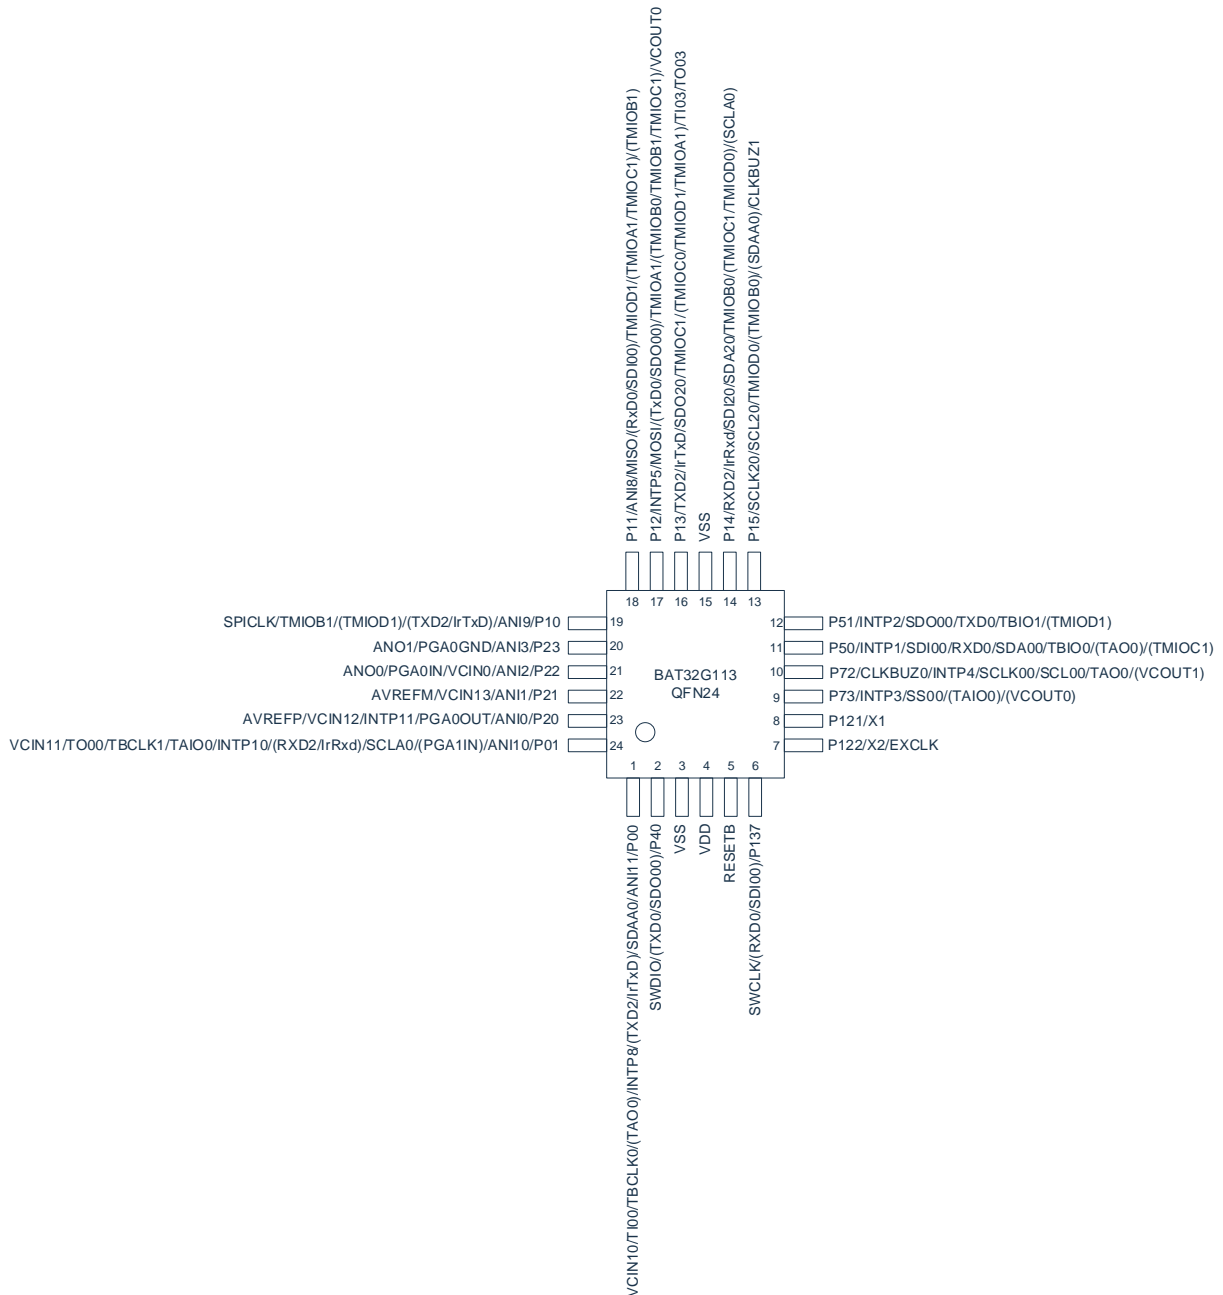 P11/ANI8/MISO/(RxD0/SDI00)/TMIOD1/(TMIOA1/TMIOC1)/(TMIOB1)
P12/INTP5/MOSI/(TxD0/SDO00)/TMIOA1/(TMIOB0/TMIOB1/TMIOC1)/VCOUT0
P13/TXD2/IrTxD/SDO20/TMIOC1/(TMIOC0/TMIOD1/TMIOA1)/TI03/TO03
VSS
P14/RXD2/IrRxd/SDI20/SDA20/TMIOB0/(TMIOC1/TMIOD0)/(SCLA0)
P15/SCLK20/SCL20/TMIOD0/(TMIOB0)/(SDAA0)/CLKBUZ1
18 17 16 15 14 13
SPICLK/TMIOB1/(TMIOD1)/(TXD2/IrTxD)/ANI9/P10 19
12 P51/INTP2/SDO00/TXD0/TBIO1/(TMIOD1)
ANO1/PGA0GND/ANI3/P23 20
11 P50/INTP1/SDI00/RXD0/SDA00/TBIO0/(TAO0)/(TMIOC1)
ANO0/PGA0IN/VCIN0/ANI2/P22 21
BAT32G113
QFN24
10 P72/CLKBUZ0/INTP4/SCLK00/SCL00/TAO0/(VCOUT1)
AVREFM/VCIN13/ANI1/P21 22
9 P73/INTP3/SS00/(TAIO0)/(VCOUT0)
AVREFP/VCIN12/INTP11/PGA0OUT/ANI0/P20 23
8 P121/X1
VCIN11/TO00/TBCLK1/TAIO0/INTP10/(RXD2/IrRxd)/SCLA0/(PGA1IN)/ANI10/P01 24
7 P122/X2/EXCLK
1 2 3 4 5 6
VCIN10/TI00/TBCLK0/(TAO0)/INTP8/(TXD2/IrTxD)/SDAA0/ANI11/P00
SWDIO/(TXD0/SDO00)/P40
VSS
VDD
RESETB
SWCLK/(RXD0/SDI00)/P137